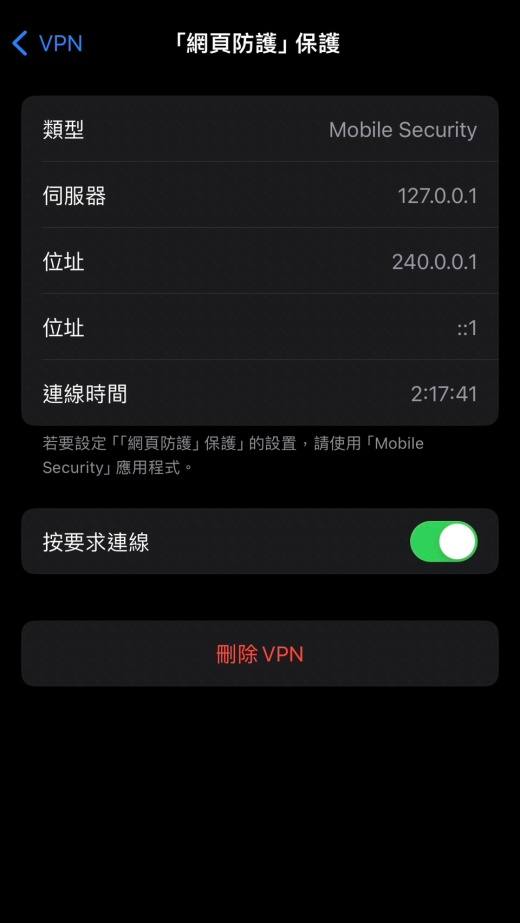 VPN
「網頁防護」保護
類型 Mobile Security
伺服器 127.0.0.1
位址 240.0.0.1
位址 ::1
連線時間 2:17:41
若要設定「「網頁防護」保護」的設置，請使用「Mobile
Security」應用程式。
按要求連線
刪除 VPN